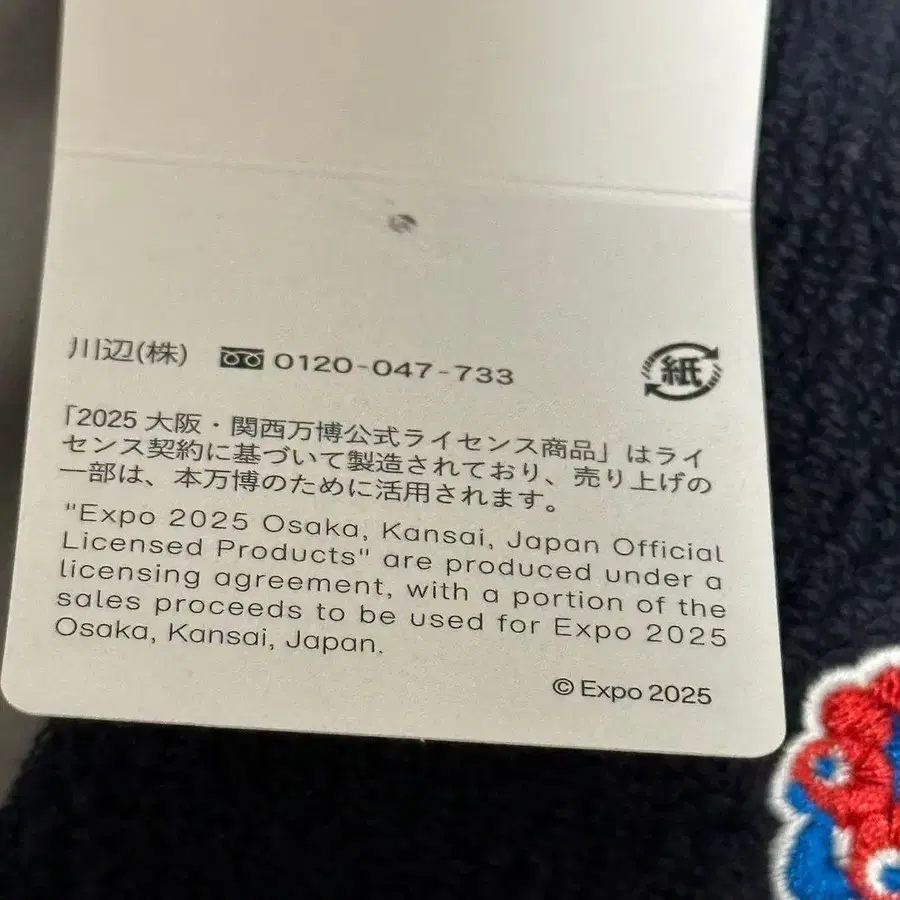 川辺(株) 0120-047-733
紙
「2025 大阪・関西万博公式ライセンス商品」はライ
センス契約に基づいて製造されており、売り上げの
一部は、本万博のために活用されます。
"Expo 2025 Osaka, Kansai, Japan Official
Licensed Products" are produced under a
licensing agreement, with a portion of the
sales proceeds to be used for Expo 2025
Osaka, Kansai, Japan.
© Expo 2025